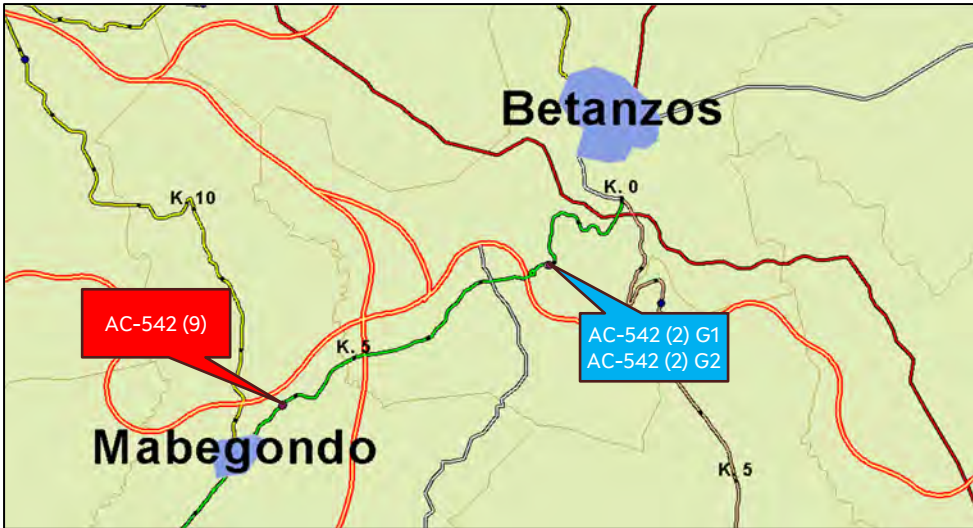 Betanzos
K. 10
K. 0
AC-542 (9)
AC-542 (2) G1
AC-542 (2) G2
K. 5
Mabegondo
K. 5